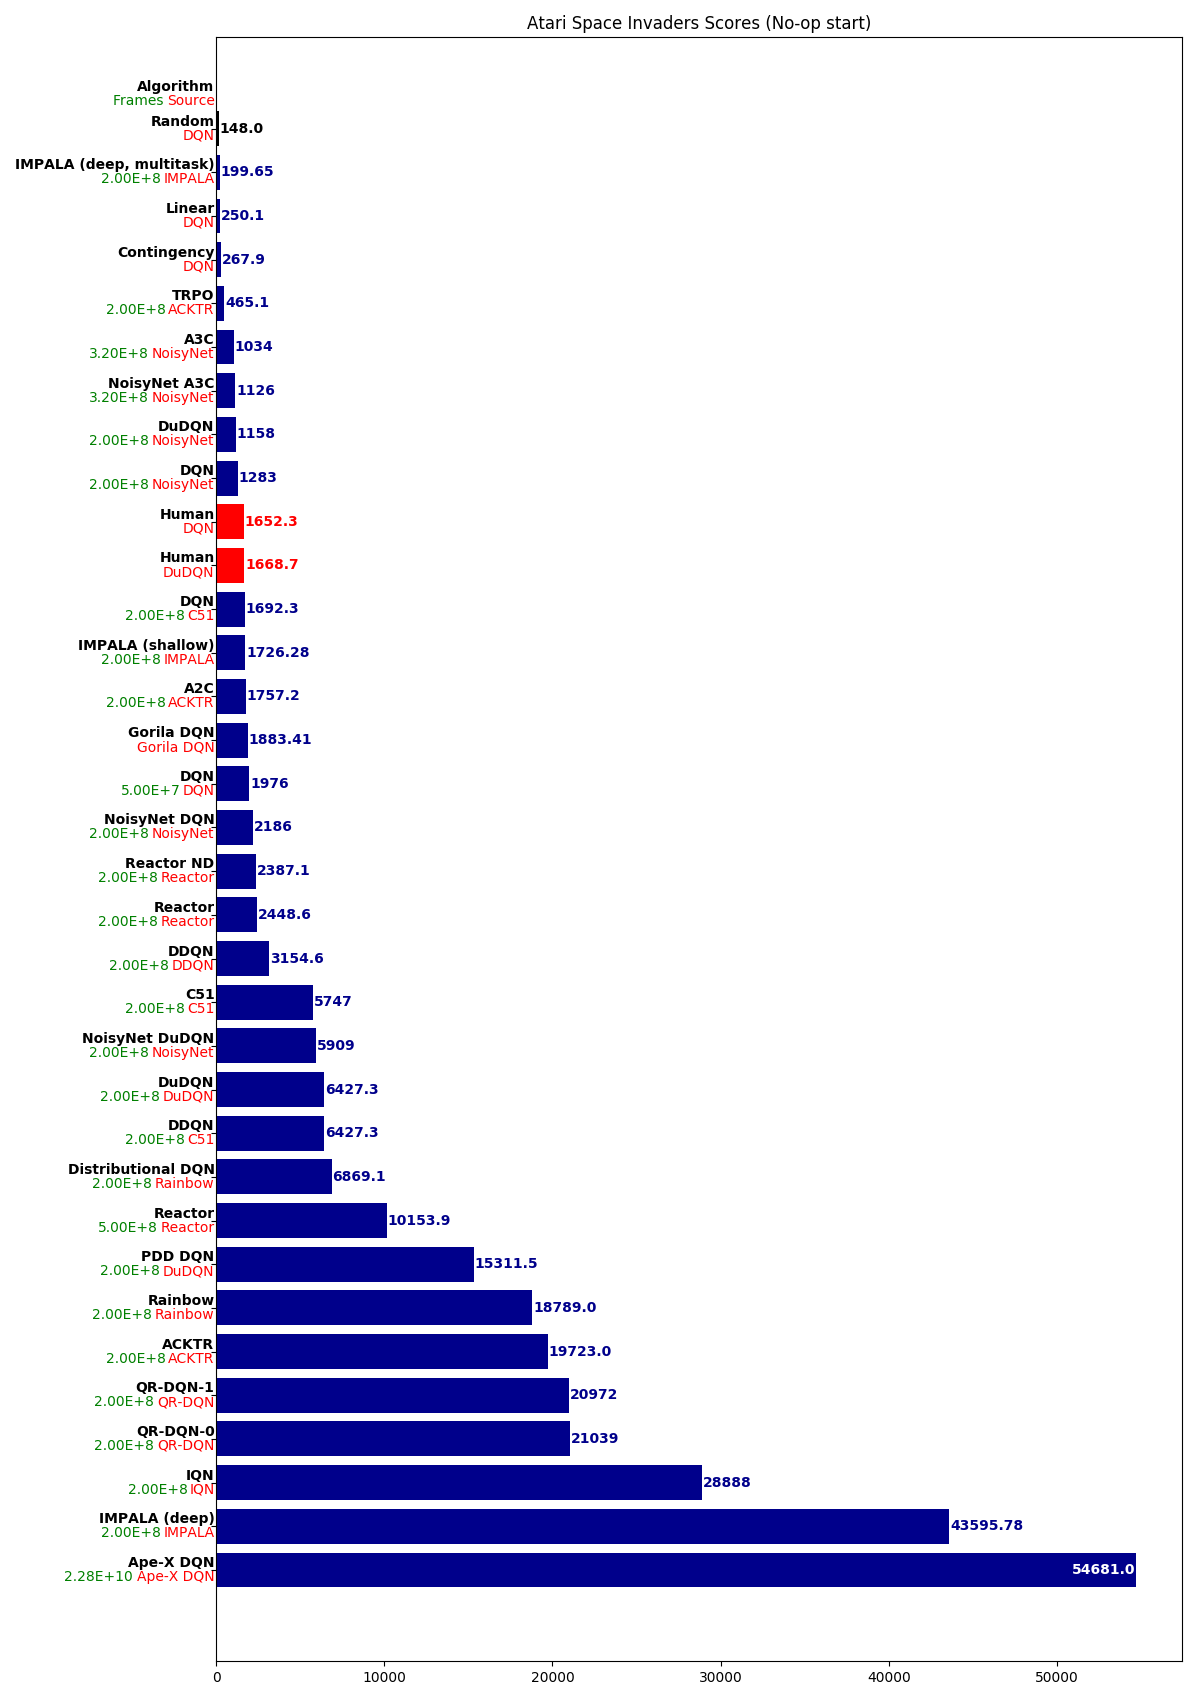 Atari Space Invaders Scores (No-op start)
Algorithm
Frames Source
Random
DQN
148.0
IMPALA (deep, multitask)
2.00E+8 IMPALA
199.65
Linear
DQN
250.1
Contingency
DQN
267.9
TRPO
2.00E+8 ACKTR
465.1
A3C
3.20E+8 NoisyNet
1034
NoisyNet A3C
3.20E+8 NoisyNet
1126
DuDQN
2.00E+8 NoisyNet
1158
DQN
2.00E+8 NoisyNet
1283
Human
DQN
1652.3
Human
DuDQN
1668.7
DQN
2.00E+8 C51
1692.3
IMPALA (shallow)
2.00E+8 IMPALA
1726.28
A2C
2.00E+8 ACKTR
1757.2
Gorila DQN
Gorila DQN
1883.41
DQN
5.00E+7 DQN
1976
NoisyNet DQN
2.00E+8 NoisyNet
2186
Reactor ND
2.00E+8 Reactor
2387.1
Reactor
2.00E+8 Reactor
2448.6
DDQN
2.00E+8 DDQN
3154.6
C51
2.00E+8 C51
5747
NoisyNet DuDQN
2.00E+8 NoisyNet
5909
DuDQN
2.00E+8 DuDQN
6427.3
DDQN
2.00E+8 C51
6427.3
Distributional DQN
2.00E+8 Rainbow
6869.1
Reactor
5.00E+8 Reactor
10153.9
PDD DQN
2.00E+8 DuDQN
15311.5
Rainbow
2.00E+8 Rainbow
18789.0
ACKTR
2.00E+8 ACKTR
19723.0
QR-DQN-1
2.00E+8 QR-DQN
20972
QR-DQN-0
2.00E+8 QR-DQN
21039
IQN
2.00E+8 IQN
28888
IMPALA (deep)
2.00E+8 IMPALA
43595.78
Ape-X DQN
2.28E+10 Ape-X DQN
54681.0
0 10000 20000 30000 40000 50000